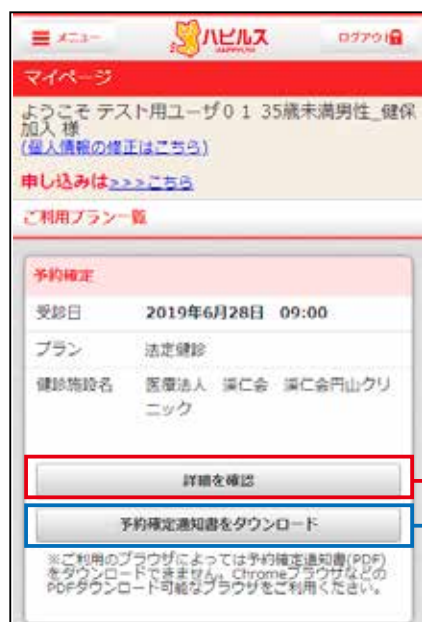 メニュー
ハピルス
HAPPYLTH
ログアウト
マイページ
ようこそ テスト用ユーザ01 35歳未満男性_健保
加入 様
(個人情報の修正はこちら)
申し込みは>>>こちら
ご利用プラン一覧
予約確定
受診日 2019年6月28日 09:00
プラン 法定健診
健診施設名 医療法人 渓仁会 渓仁会円山クリ
ニック
詳細を確認
予約確定通知書をダウンロード
※ご利用のブラウザによっては予約確定通知書(PDF)
をダウンロードできません。Chromeブラウザなどの
PDFダウンロード可能なブラウザをご利用ください。